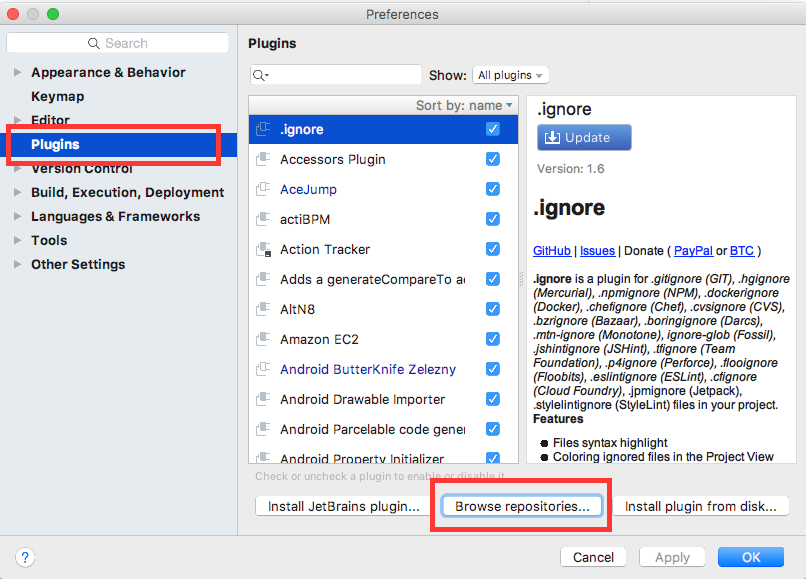 Preferences
Search
Appearance & Behavior
Keymap
Editor
Plugins
Version Control
Build, Execution, Deployment
Languages & Frameworks
Tools
Other Settings
Plugins
Show: All plugins
Sort by: name
.ignore
Accessors Plugin
AceJump
actiBPM
Action Tracker
Adds a generateCompareTo ac
AltN8
Amazon EC2
Android ButterKnife Zelezny
Android Drawable Importer
Android Parcelable code gener
Android Property Initializer
Check or uncheck a plugin to enable or disable it.
Install JetBrains plugin...
Browse repositories...
Install plugin from disk...
.ignore
Update
Version: 1.6
.ignore
GitHub | Issues | Donate ( PayPal or BTC )
.ignore is a plugin for .gitignore (GIT), .hgignore
(Mercurial), .npmignore (NPM), .dockerignore
(Docker), .chefignore (Chef), .cvsignore (CVS),
.bzrignore (Bazaar), .boringignore (Darcs),
.mtn-ignore (Monotone), ignore-glob (Fossil),
.jshintignore (JSHint), .tfignore (Team
Foundation), .p4ignore (Perforce), .flooignore
(Floobits), .eslintignore (ESLint), .cfignore
(Cloud Foundry), .jpmignore (Jetpack),
.stylelintignore (StyleLint) files in your project.
Features
● Files syntax highlight
● Coloring ignored files in the Project View
?
Cancel
Apply
OK